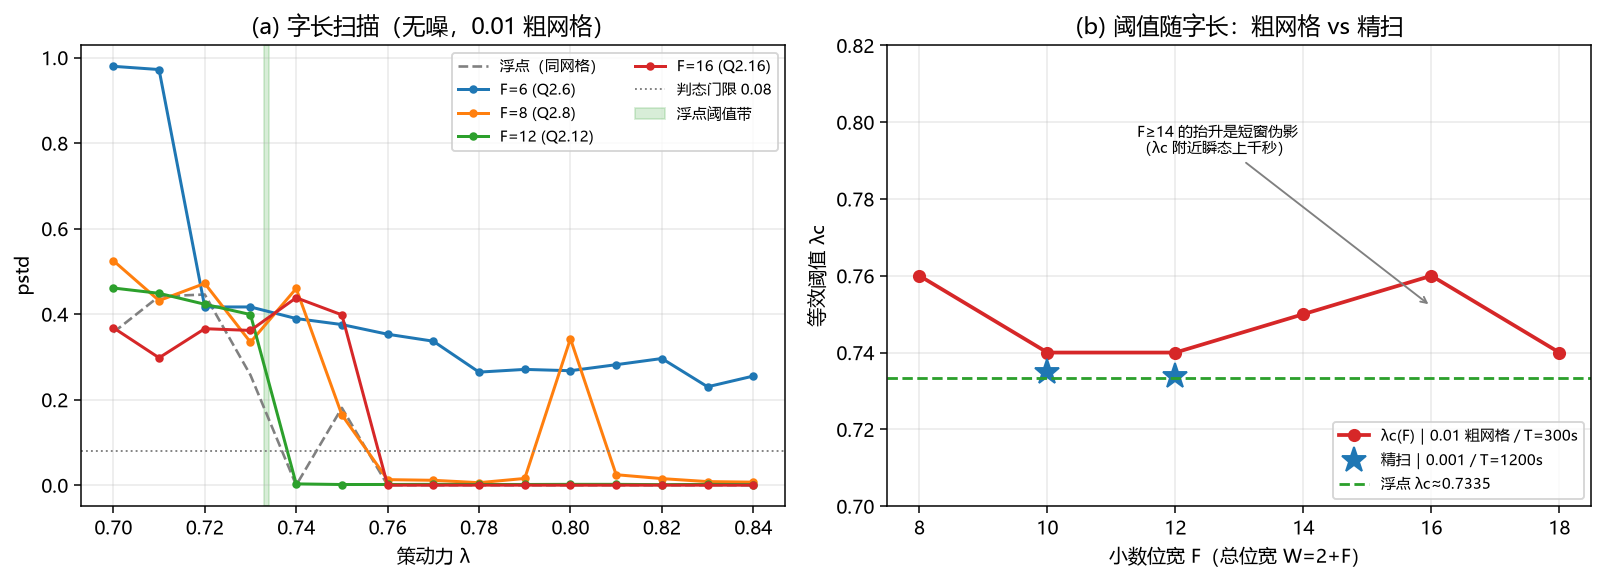 (a) 字长扫描（无噪，0.01 粗网格）
pstd
1.0
0.8
0.6
0.4
0.2
0.0
浮点（同网格）
F=6 (Q2.6)
F=8 (Q2.8)
F=12 (Q2.12)
F=16 (Q2.16)
判态门限 0.08
浮点阈值带
0.70
0.72
0.74
0.76
0.78
0.80
0.82
0.84
策动力 λ
(b) 阈值随字长：粗网格 vs 精扫
等效阈值 λc
0.82
0.80
0.78
0.76
0.74
0.72
0.70
F≥14 的抬升是短窗伪影
（λc 附近瞬态上千秒）
λc(F) | 0.01 粗网格 / T=300s
精扫 | 0.001 / T=1200s
浮点 λc≈0.7335
8
10
12
14
16
18
小数位宽 F（总位宽 W=2+F）